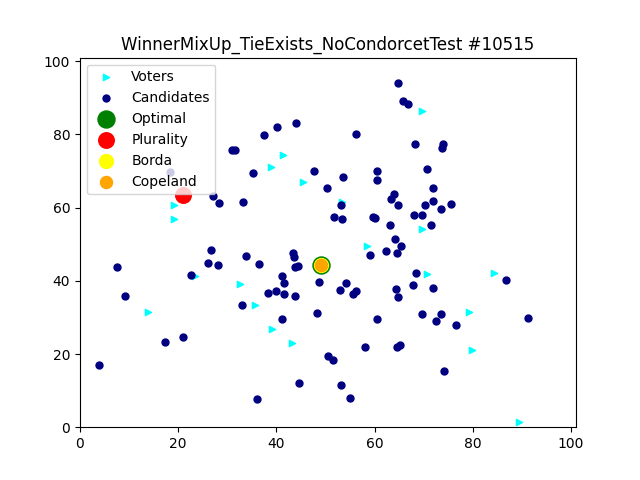 WinnerMixUp_TieExists_NoCondorcetTest #10515
Voters
Candidates
Optimal
Plurality
Borda
Copeland
100
80
60
40
20
0
0 20 40 60 80 100